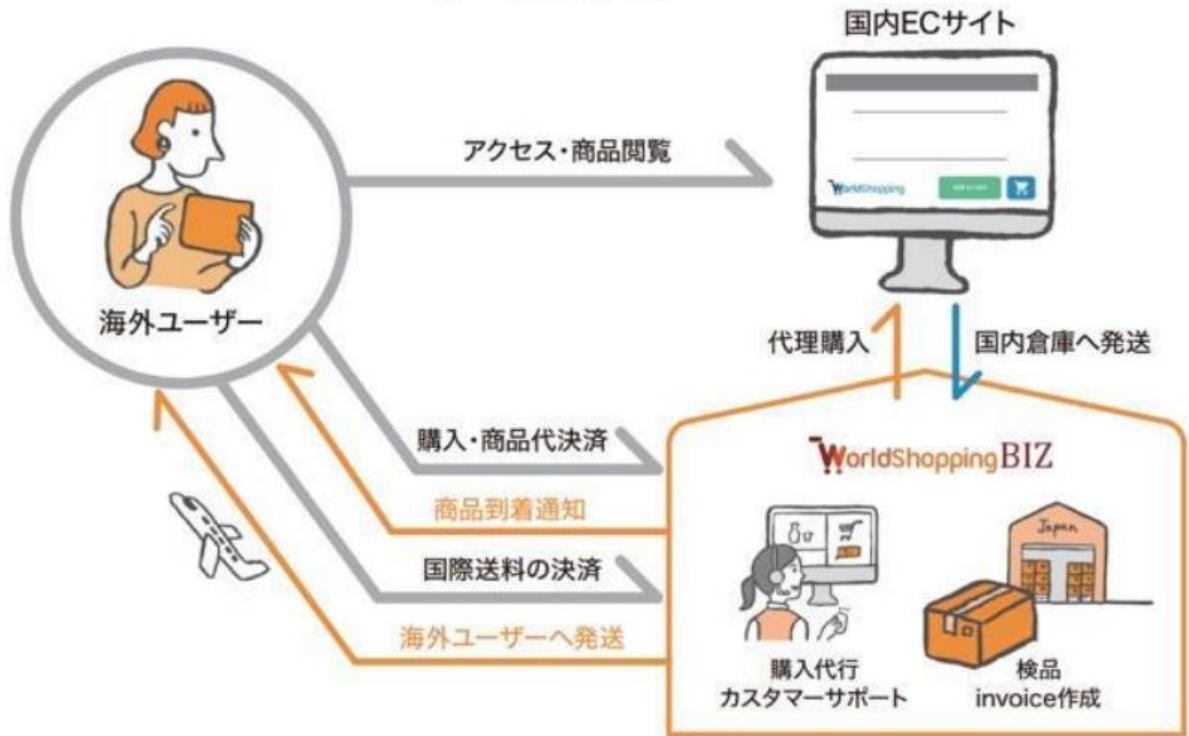 国内ECサイト
アクセス・商品閲覧
WorldShopping
海外ユーザー
代理購入
国内倉庫へ発送
購入・商品代決済
WorldShopping BIZ
商品到着通知
Japan
国際送料の決済
海外ユーザーへ発送
購入代行
カスタマーサポート
検品
invoice作成